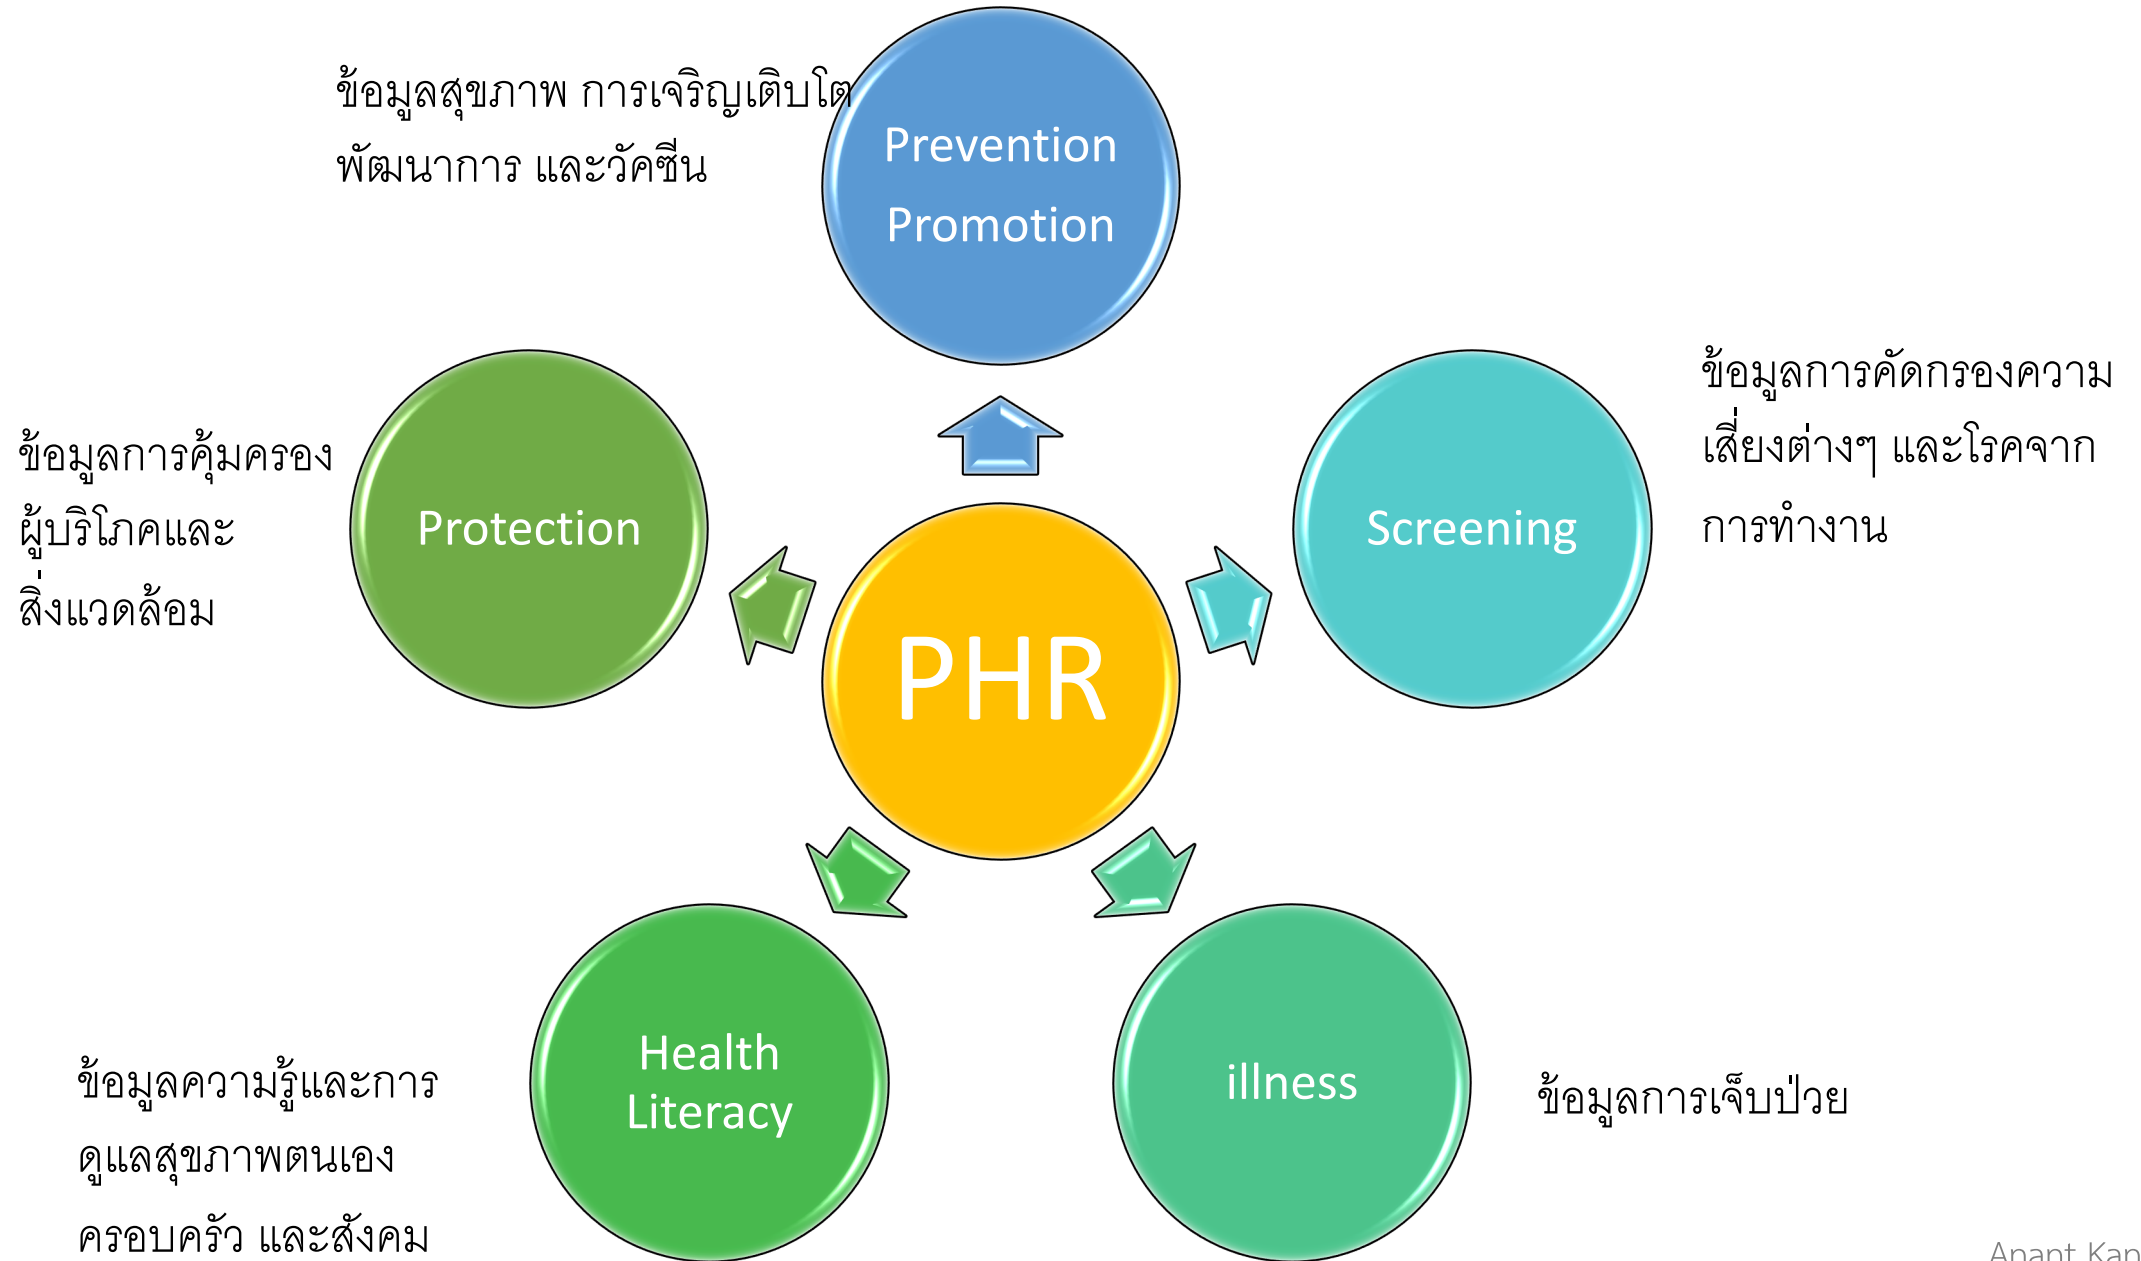 ข้อมูลสุขภาพ การเจริญเติบโต
พัฒนาการ และวัคซีน
Prevention
Promotion
ข้อมูลการคัดกรองความ
เสี่ยงต่างๆ และโรคจาก
การทำงาน
Screening
ข้อมูลการคุ้มครอง
ผู้บริโภคและ
สิ่งแวดล้อม
Protection
PHR
Health
Literacy
ข้อมูลความรู้และการ
ดูแลสุขภาพตนเอง
ครอบครัว และสังคม
illness
ข้อมูลการเจ็บป่วย
Anant Kan